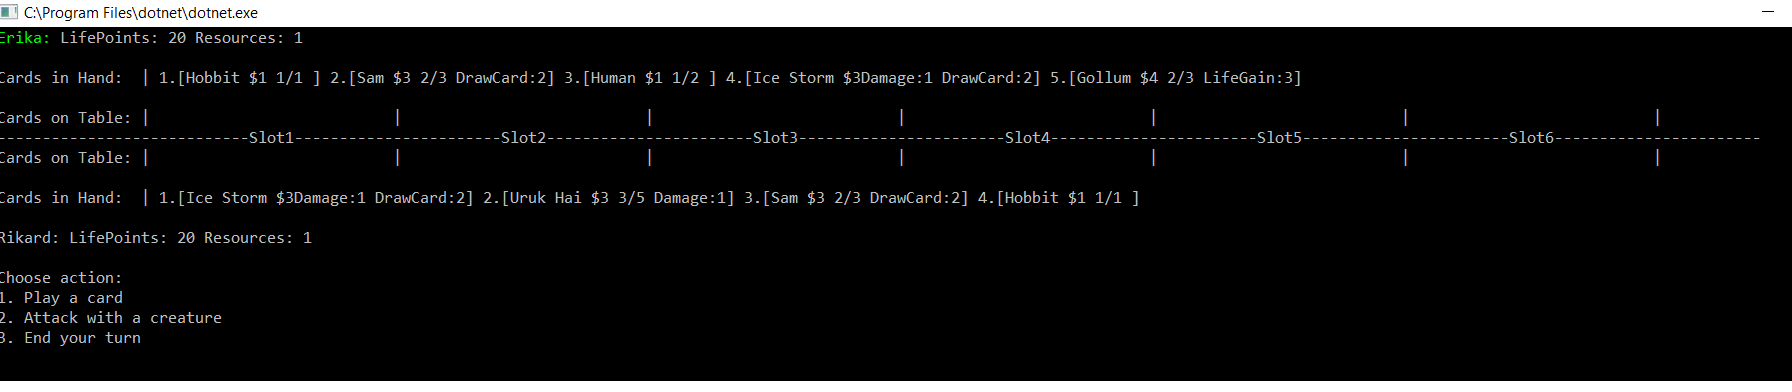 C:\Program Files\dotnet\dotnet.exe
Erika: LifePoints: 20 Resources: 1
Cards in Hand:  | 1.[Hobbit $1 1/1 ] 2.[Sam $3 2/3 DrawCard:2] 3.[Human $1 1/2 ] 4.[Ice Storm $3Damage:1 DrawCard:2] 5.[Gollum $4 2/3 LifeGain:3]
Cards on Table: |                           |                           |                           |                           |                           |                           |
----------------------------Slot1-----------------------Slot2-----------------------Slot3-----------------------Slot4-----------------------Slot5-----------------------Slot6-----------------------
Cards on Table: |                           |                           |                           |                           |                           |                           |
Cards in Hand:  | 1.[Ice Storm $3Damage:1 DrawCard:2] 2.[Uruk Hai $3 3/5 Damage:1] 3.[Sam $3 2/3 DrawCard:2] 4.[Hobbit $1 1/1 ]
Rikard: LifePoints: 20 Resources: 1
Choose action:
1. Play a card
2. Attack with a creature
3. End your turn